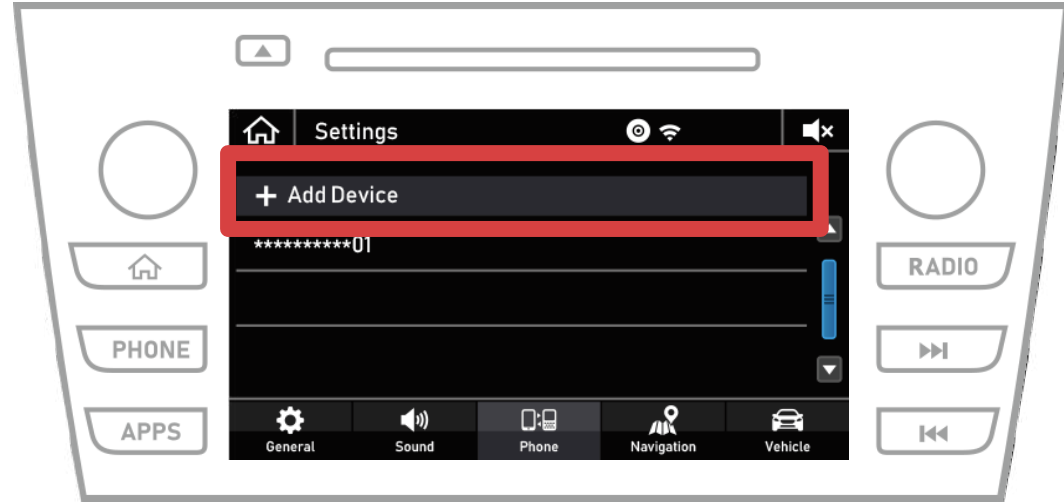 Settings
+ Add Device
**********01
RADIO
PHONE
APPS
General Sound Phone Navigation Vehicle